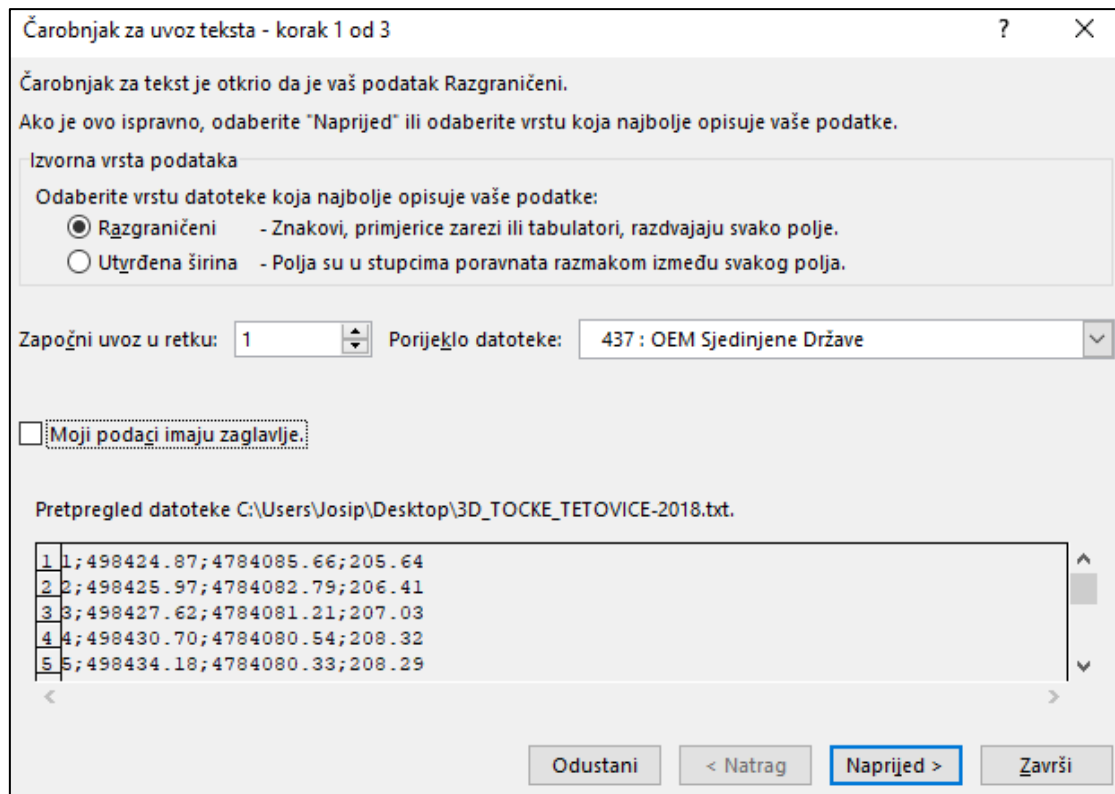 Čarobnjak za uvoz teksta - korak 1 od 3 ?
Čarobnjak za tekst je otkrio da je vaš podatak Razgraničeni.
Ako je ovo ispravno, odaberite "Naprijed" ili odaberite vrstu koja najbolje opisuje vaše podatke.
Izvorna vrsta podataka
Odaberite vrstu datoteke koja najbolje opisuje vaše podatke:
Razgraničeni - Znakovi, primjerice zarezi ili tabulatori, razdvajaju svako polje.
Utvrđena širina - Polja su u stupcima poravnata razmakom između svakog polja.
Započni uvoz u retku: 1 Porijeklo datoteke: 437 : OEM Sjedinjene Države
Moji podaci imaju zaglavlje.
Pretpregled datoteke C:\Users\Josip\Desktop\3D_TOCKE_TETOVICE-2018.txt.
1 1;498424.87;4784085.66;205.64
2 2;498425.97;4784082.79;206.41
3 3;498427.62;4784081.21;207.03
4 4;498430.70;4784080.54;208.32
5 5;498434.18;4784080.33;208.29
Odustani < Natrag Naprijed > Završi